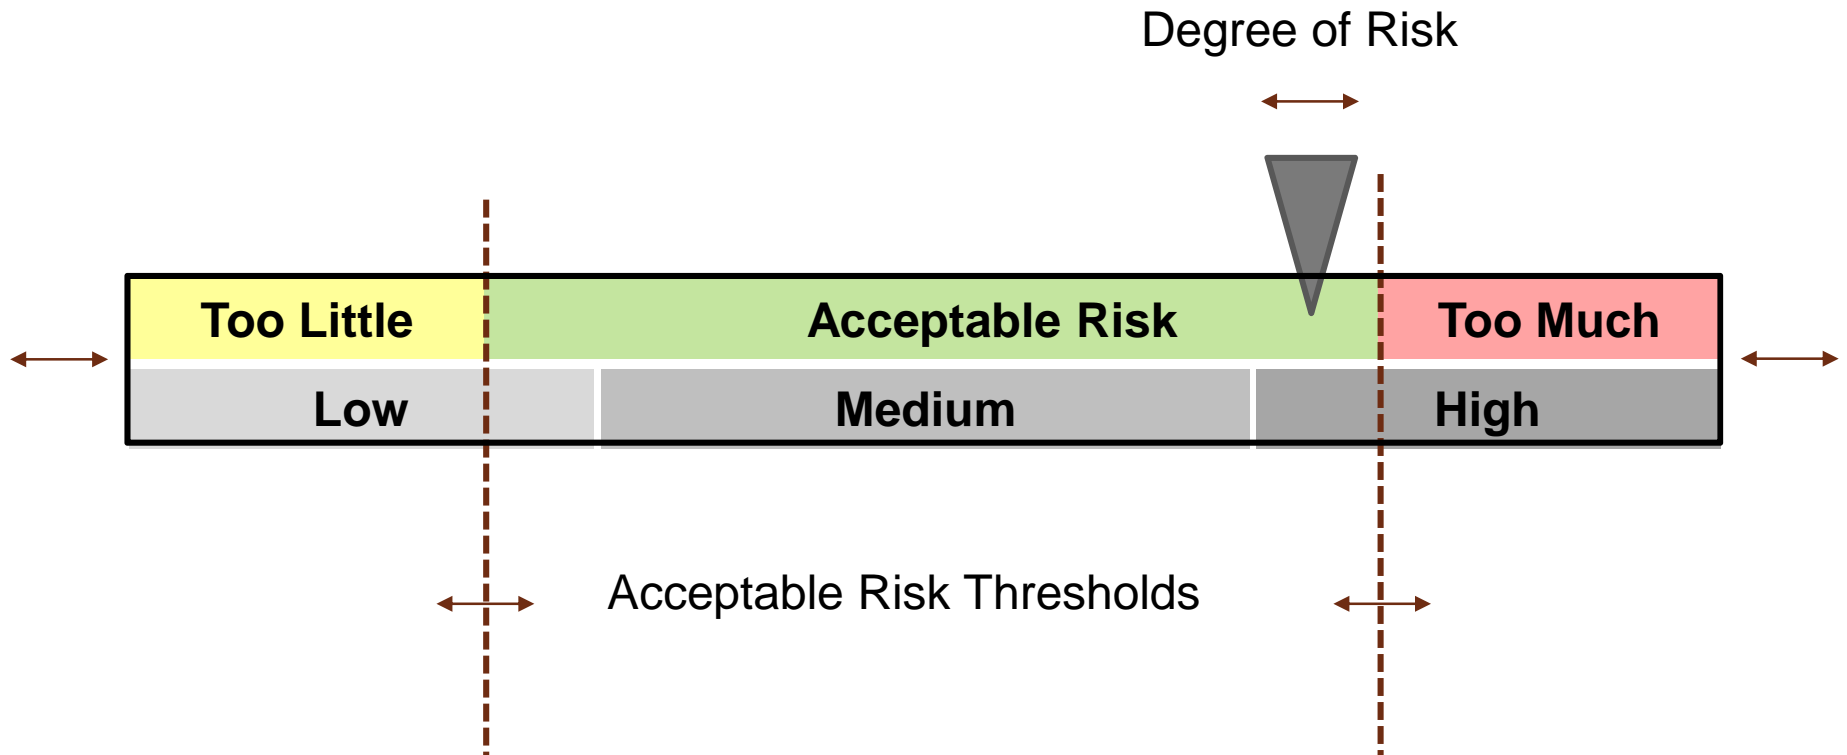 Degree of Risk
Too Little
Acceptable Risk
Too Much
Low
Medium
High
Acceptable Risk Thresholds